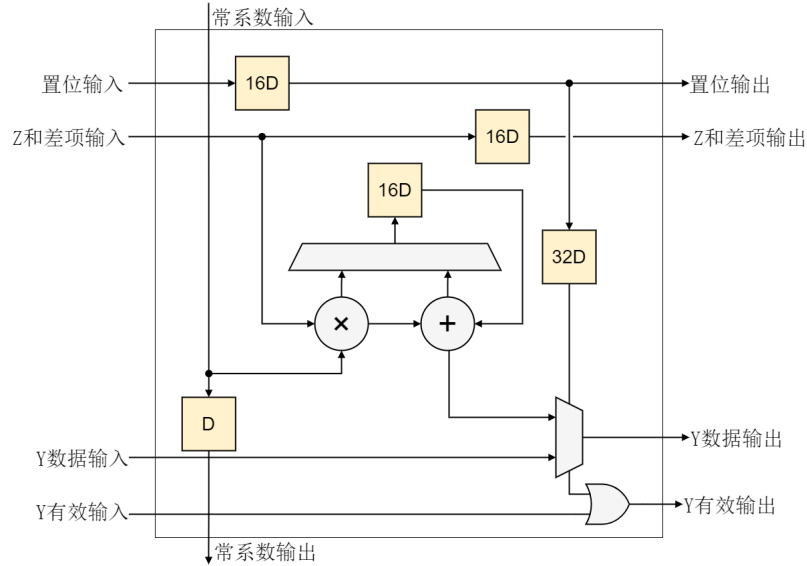 常系数输入
置位输入
16D
置位输出
Z和差项输入
16D
Z和差项输出
16D
32D
×
+
D
Y数据输入
Y数据输出
Y有效输入
Y有效输出
常系数输出